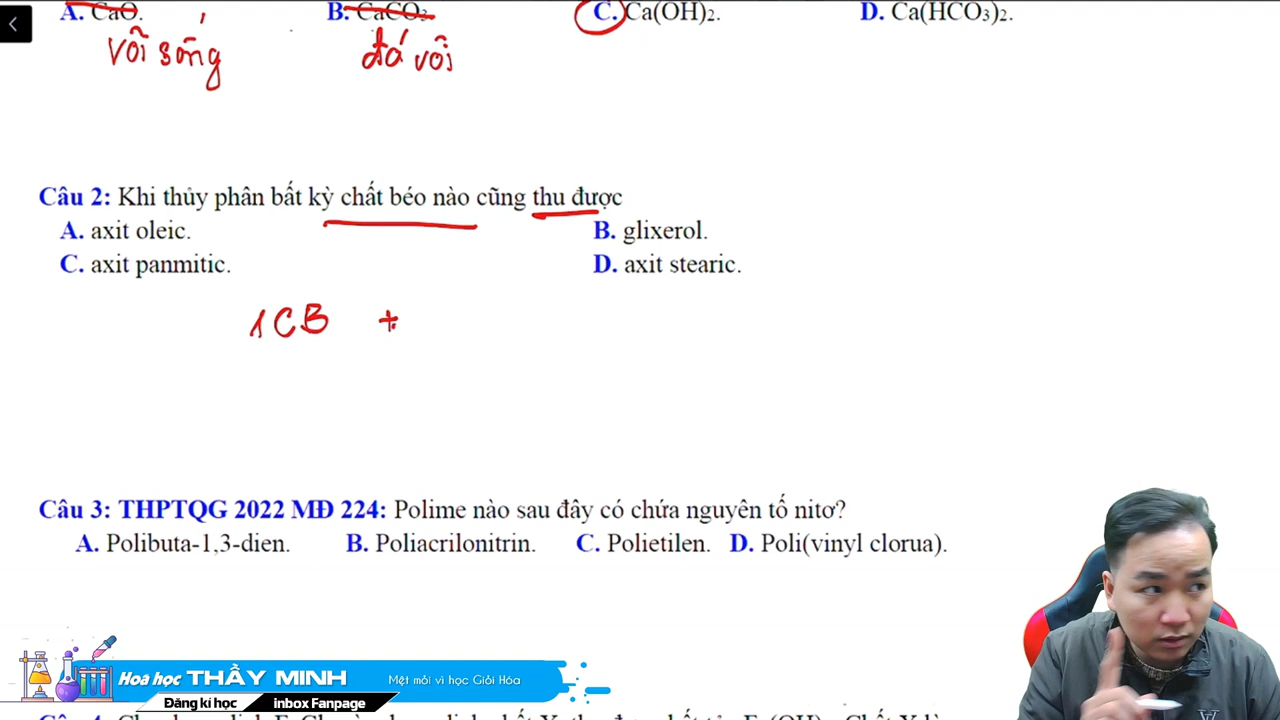 A. CaO. B. CaCO₃ C. Ca(OH)₂. D. Ca(HCO₃)₂.
vôi sống đá vôi
Câu 2: Khi thủy phân bất kỳ chất béo nào cũng thu được
A. axit oleic. B. glixerol.
C. axit panmitic. D. axit stearic.
1 CB +
Câu 3: THPTQG 2022 MĐ 224: Polime nào sau đây có chứa nguyên tố nitơ?
A. Polibuta-1,3-dien. B. Poliacrilonitrin. C. Polietilen. D. Poli(vinyl clorua).
Hoá học THẦY MINH Mệt mỏi vì học Giỏi Hóa
Đăng kí học inbox Fanpage